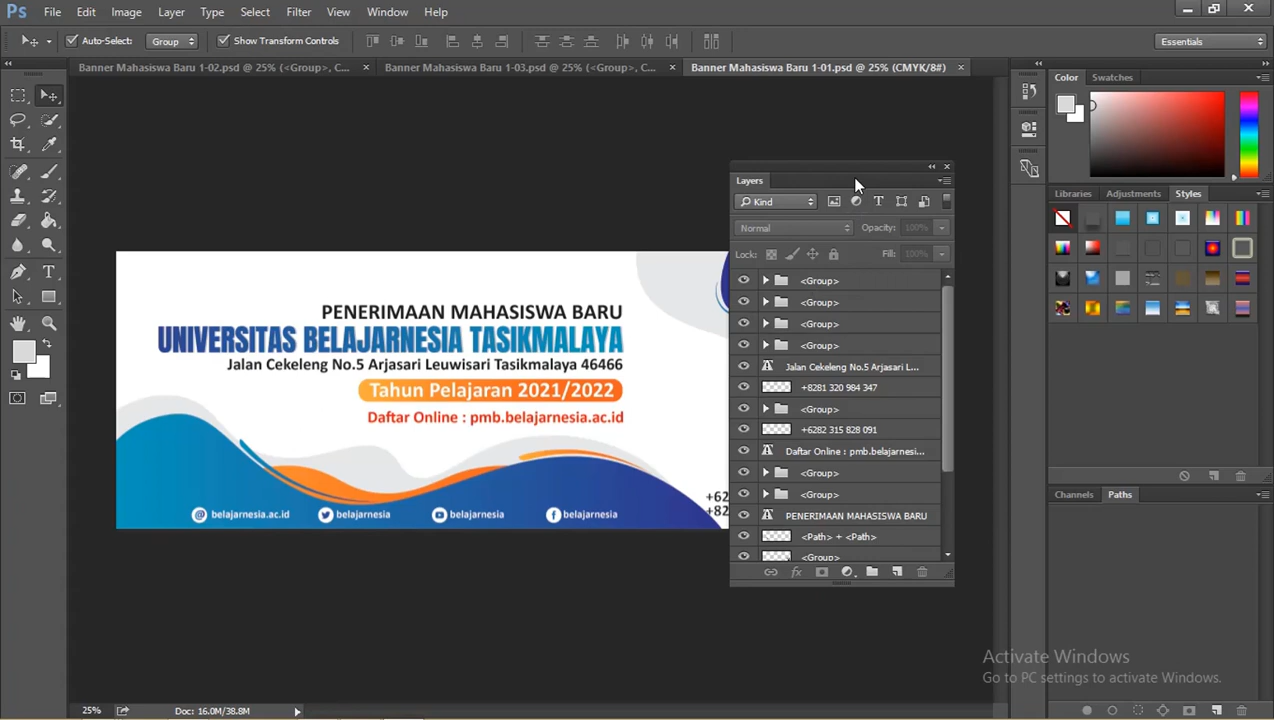 Ps File Edit Image Layer Type Select Filter 3D View Window Help
Auto-Select: Group Show Transform Controls Essentials
Banner Mahasiswa Baru 1-02.psd @ 25% (<Group>, C... × Banner Mahasiswa Baru 1-03.psd @ 25% (<Group>, C... × Banner Mahasiswa Baru 1-01.psd @ 25% (CMYK/8#) ×
Color Swatches
Layers
Kind
Normal Opacity: 100%
Lock: Fill: 100%
<Group>
<Group>
<Group>
<Group>
Jalan Cekeleng No.5 Arjasari L...
+8281 320 984 347
<Group>
+6282 315 828 091
Daftar Online : pmb.belajarnesi...
<Group>
<Group>
PENERIMAAN MAHASISWA BARU
<Path> + <Path>
<Group>
Libraries Adjustments Styles
Channels Paths
PENERIMAAN MAHASISWA BARU
UNIVERSITAS BELAJARNESIA TASIKMALAYA
Jalan Cekeleng No.5 Arjasari Leuwisari Tasikmalaya 46466
Tahun Pelajaran 2021/2022
Daftar Online : pmb.belajarnesia.ac.id
+62
+82
belajarnesia.ac.id belajarnesia belajarnesia belajarnesia
Activate Windows
Go to PC settings to activate Windows.
25% Doc: 16.0M/38.8M